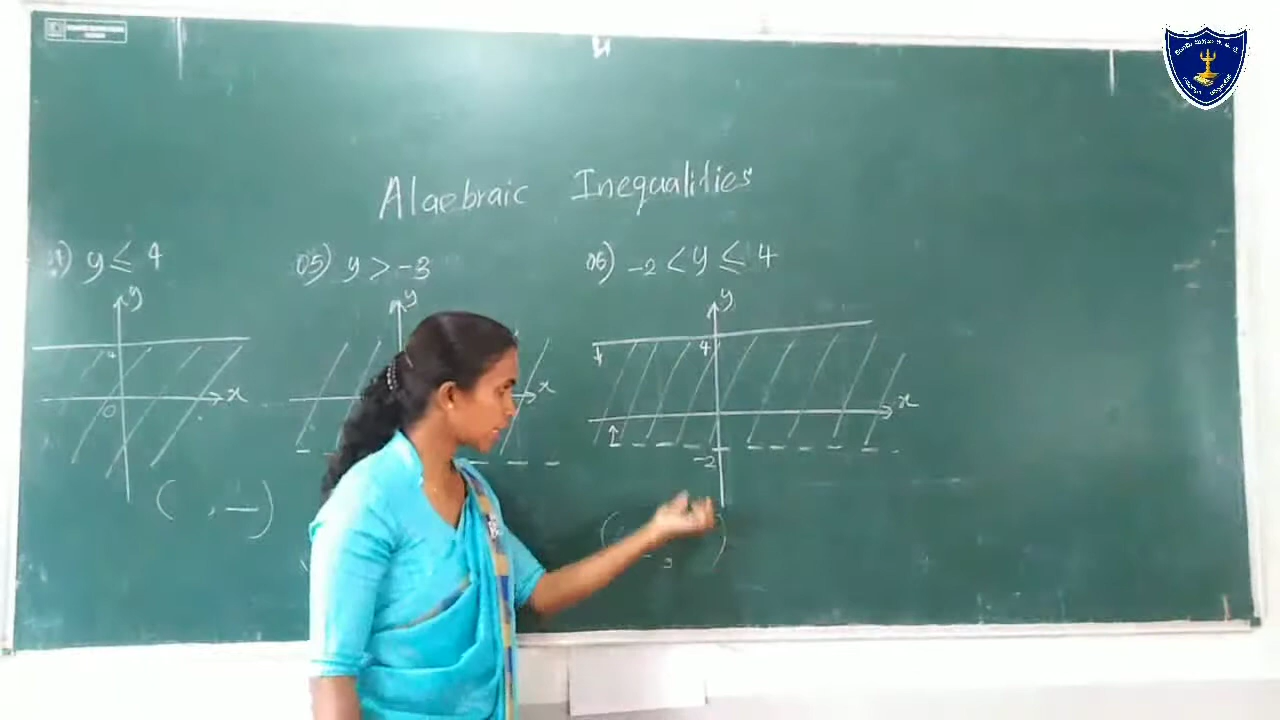 Alaebraic Inequalities
y ≤ 4
05) y > -3
06) -2 < y ≤ 4
y
4
x
0
( , — )
y
x
y
4
x
-2
( - , )